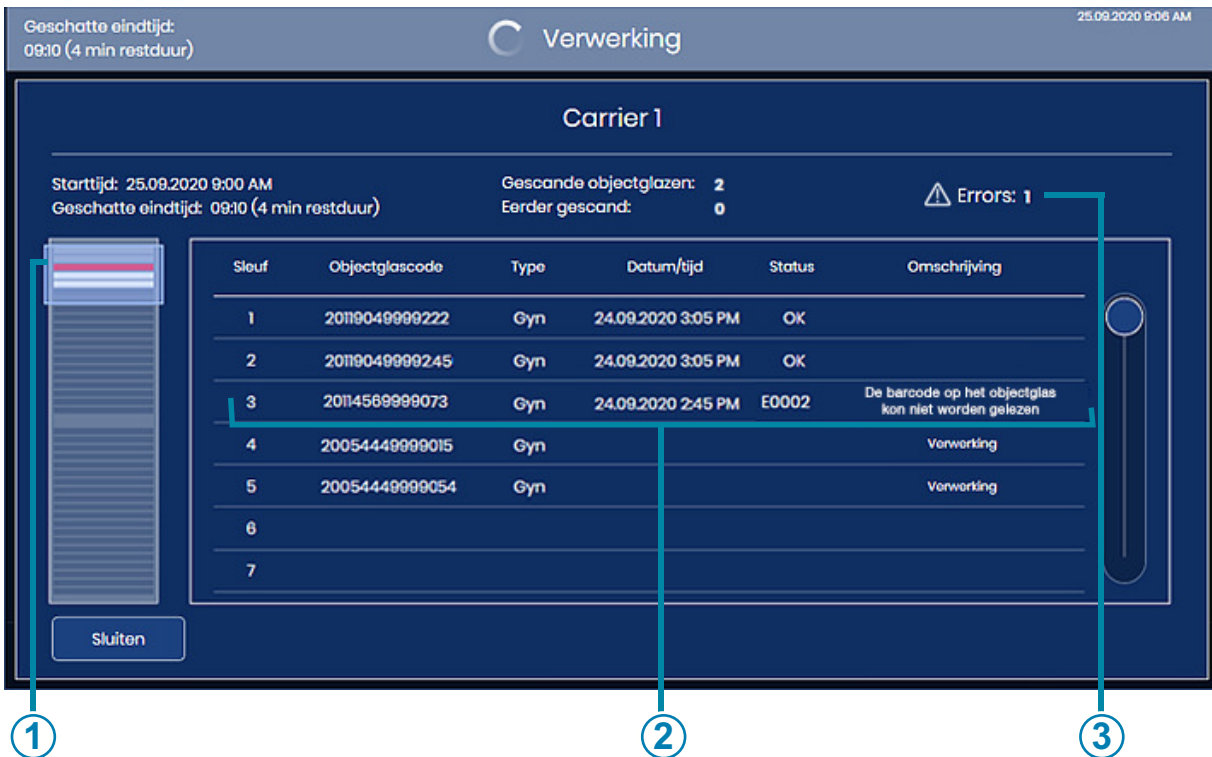 Geschatte eindtijd:
09:10 (4 min restduur)
Verwerking
25.09.2020 9:06 AM
Carrier 1
Starttijd: 25.09.2020 9:00 AM
Geschatte eindtijd: 09:10 (4 min restduur)
Gescande objectglazen: 2
Eerder gescand: 0
Errors: 1
Sleuf Objectglascode Type Datum/tijd Status Omschrijving
1 20119049999222 Gyn 24.09.2020 3:05 PM OK
2 20119049999245 Gyn 24.09.2020 3:05 PM OK
3 20114569999073 Gyn 24.09.2020 2:45 PM E0002 De barcode op het objectglas
kon niet worden gelezen
4 20054449999015 Gyn Verwerking
5 20054449999054 Gyn Verwerking
6
7
Sluiten
1 2 3